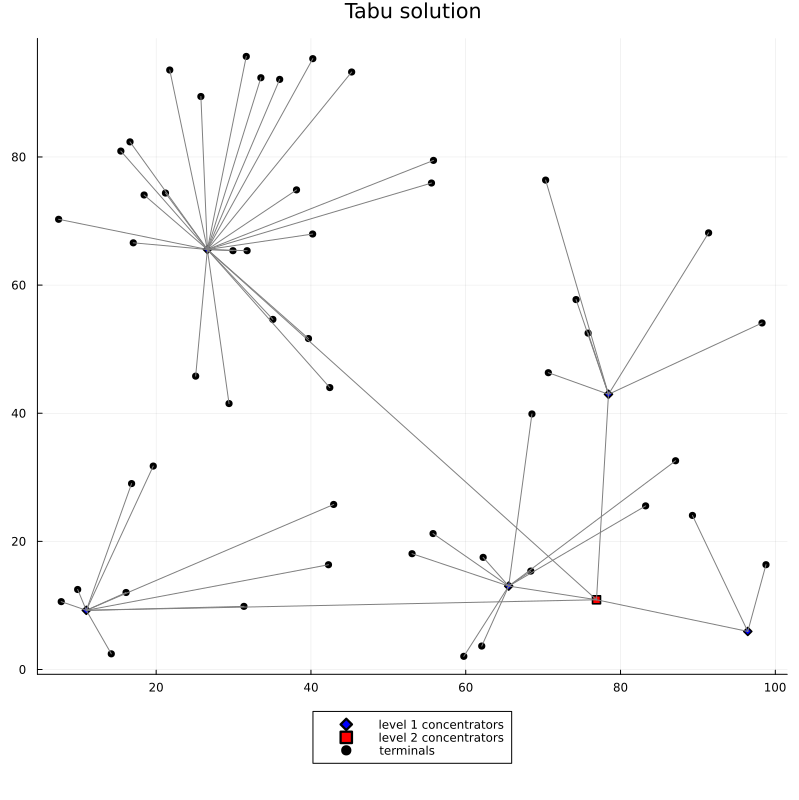 Tabu solution
80
60
40
20
0
20 40 60 80 100
level 1 concentrators
level 2 concentrators
terminals